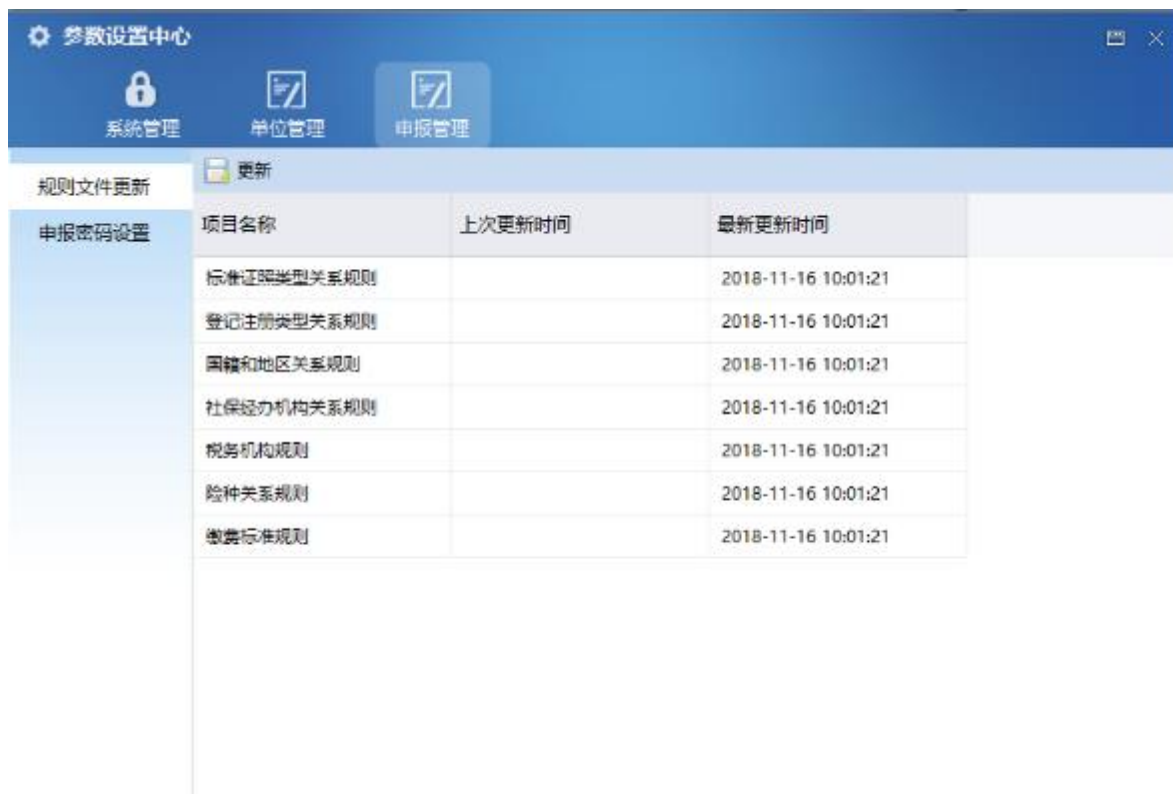 参数设置中心
系统管理 单位管理 申报管理
规则文件更新
申报密码设置
更新
项目名称 上次更新时间 最新更新时间
标准证照类型关系规则 2018-11-16 10:01:21
登记注册类型关系规则 2018-11-16 10:01:21
国籍和地区关系规则 2018-11-16 10:01:21
社保经办机构关系规则 2018-11-16 10:01:21
税务机构规则 2018-11-16 10:01:21
险种关系规则 2018-11-16 10:01:21
缴费标准规则 2018-11-16 10:01:21